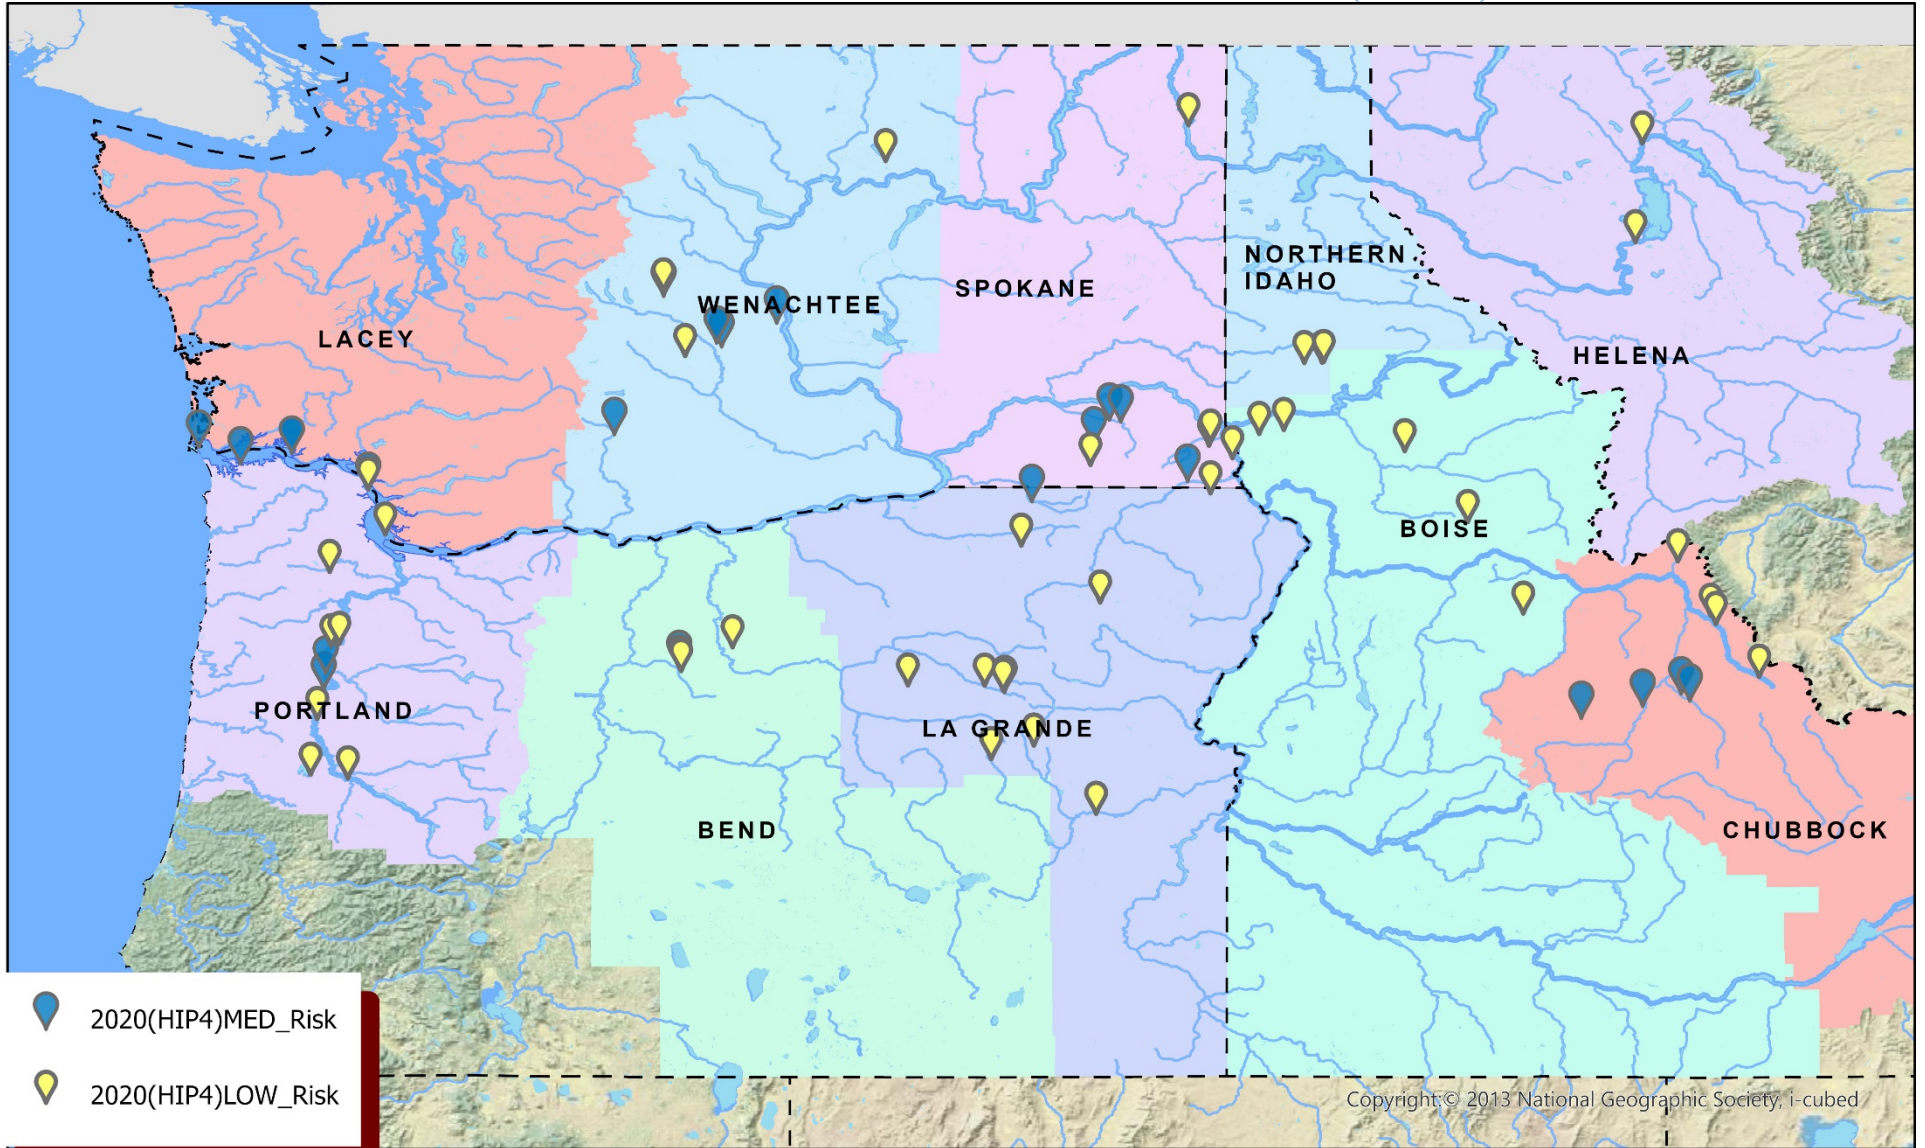 NORTHERN
IDAHO
SPOKANE
WENACHTEE
LACEY
HELENA
BOISE
PORTLAND
LA GRANDE
BEND
CHUBBOCK
2020(HIP4)MED_Risk
2020(HIP4)LOW_Risk
Copyright:© 2013 National Geographic Society, i-cubed